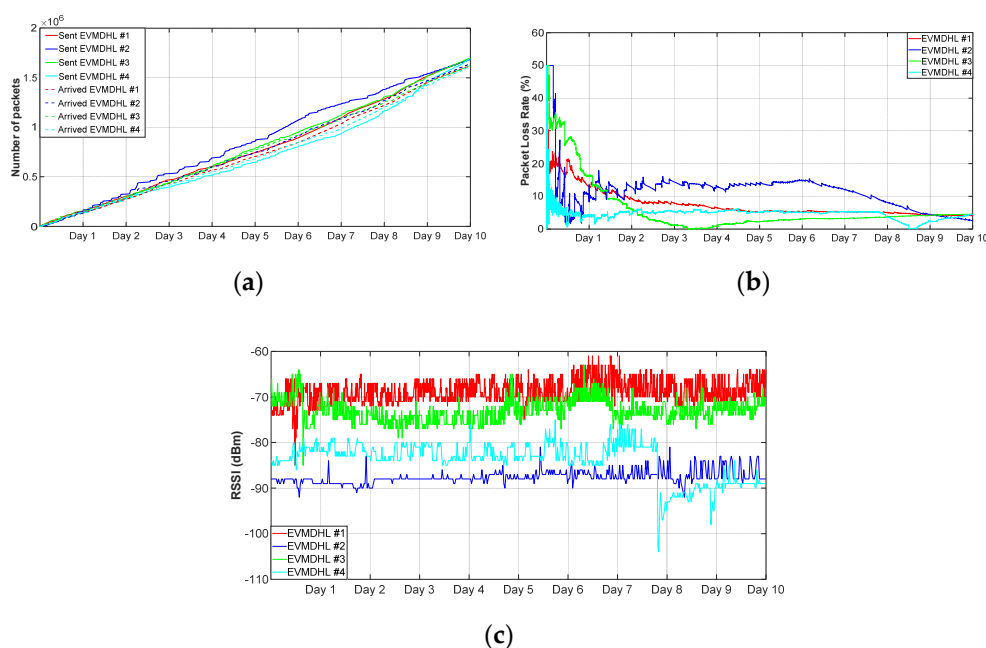 ×10^6
2
1.5
1
0.5
0
Number of packets
Sent EVMDHL #1
Sent EVMDHL #2
Sent EVMDHL #3
Sent EVMDHL #4
Arrived EVMDHL #1
Arrived EVMDHL #2
Arrived EVMDHL #3
Arrived EVMDHL #4
Day 1 Day 2 Day 3 Day 4 Day 5 Day 6 Day 7 Day 8 Day 9 Day 10
(a)
60
50
40
30
20
10
0
Packet Loss Rate (%)
EVMDHL #1
EVMDHL #2
EVMDHL #3
EVMDHL #4
Day 1 Day 2 Day 3 Day 4 Day 5 Day 6 Day 7 Day 8 Day 9 Day 10
(b)
-60
-70
-80
-90
-100
-110
RSSI (dBm)
EVMDHL #1
EVMDHL #2
EVMDHL #3
EVMDHL #4
Day 1 Day 2 Day 3 Day 4 Day 5 Day 6 Day 7 Day 8 Day 9 Day 10
(c)